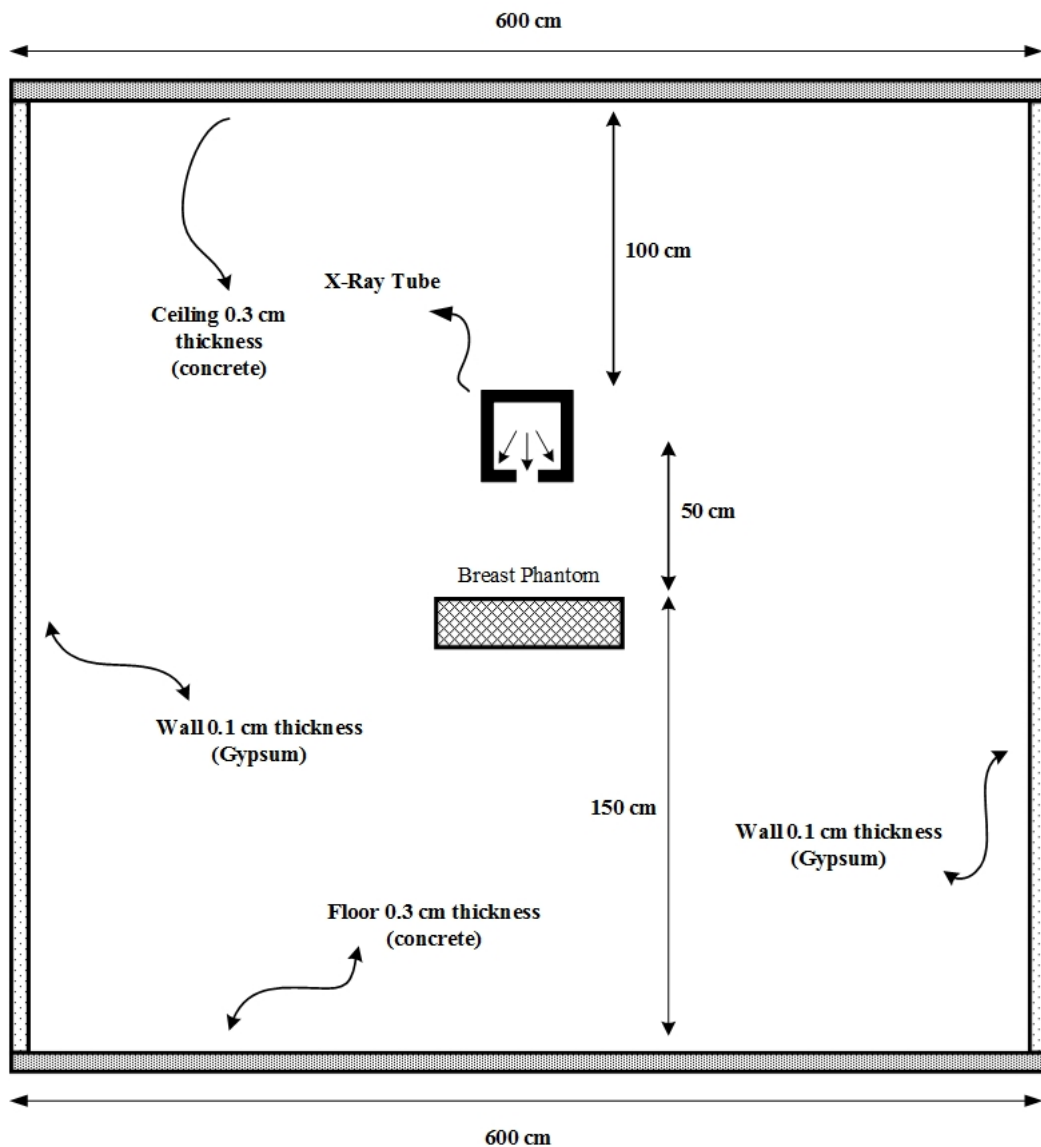 600 cm
100 cm
X-Ray Tube
Ceiling 0.3 cm
thickness
(concrete)
50 cm
Breast Phantom
Wall 0.1 cm thickness
(Gypsum)
150 cm
Wall 0.1 cm thickness
(Gypsum)
Floor 0.3 cm thickness
(concrete)
600 cm